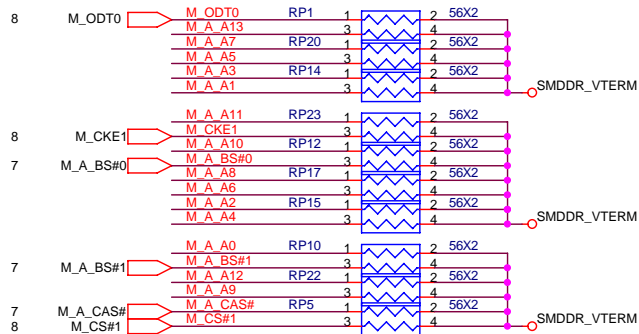 8 M_ODT0 M_ODT0 RP1 1 2 56X2
M_A_A13 3 4
M_A_A7 RP20 1 2 56X2
M_A_A5 3 4
M_A_A3 RP14 1 2 56X2
M_A_A1 3 4 SMDDR_VTERM
M_A_A11 RP23 1 2 56X2
8 M_CKE1 M_CKE1 3 4
M_A_A10 RP12 1 2 56X2
7 M_A_BS#0 M_A_BS#0 3 4
M_A_A8 RP17 1 2 56X2
M_A_A6 3 4
M_A_A2 RP15 1 2 56X2
M_A_A4 3 4 SMDDR_VTERM
M_A_A0 RP10 1 2 56X2
7 M_A_BS#1 M_A_BS#1 3 4
M_A_A12 RP22 1 2 56X2
M_A_A9 3 4
7 M_A_CAS# M_A_CAS# RP5 1 2 56X2
8 M_CS#1 M_CS#1 3 4 SMDDR_VTERM